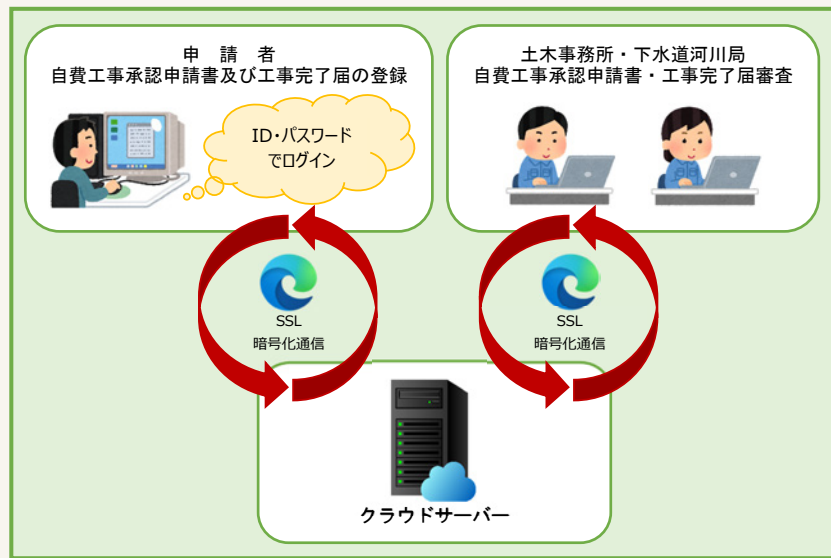 申 請 者
自費工事承認申請書及び工事完了届の登録
ID・パスワード
でログイン
土木事務所・下水道河川局
自費工事承認申請書・工事完了届審査
SSL
暗号化通信
SSL
暗号化通信
クラウドサーバー